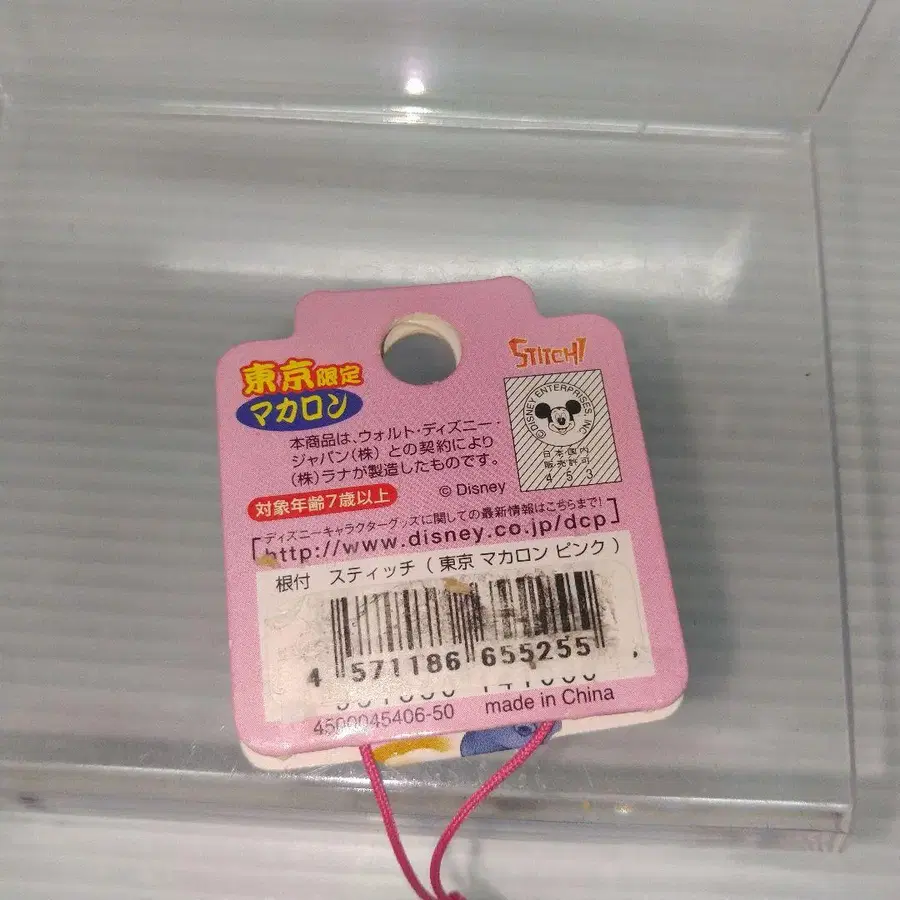 東京限定
マカロン
STITCH!
本商品は、ウォルト・ディズニー・
ジャパン(株)との契約により
(株)ラナが製造したものです。
© Disney
© DISNEY ENTERPRISES, INC.
日本国内
販売許可
453
対象年齢7歳以上
ディズニーキャラクターグッズに関しての最新情報はこちらまで!
http://www.disney.co.jp/dcp
根付 スティッチ(東京 マカロン ピンク)
4 571186 655255
4500045406-50 made in China